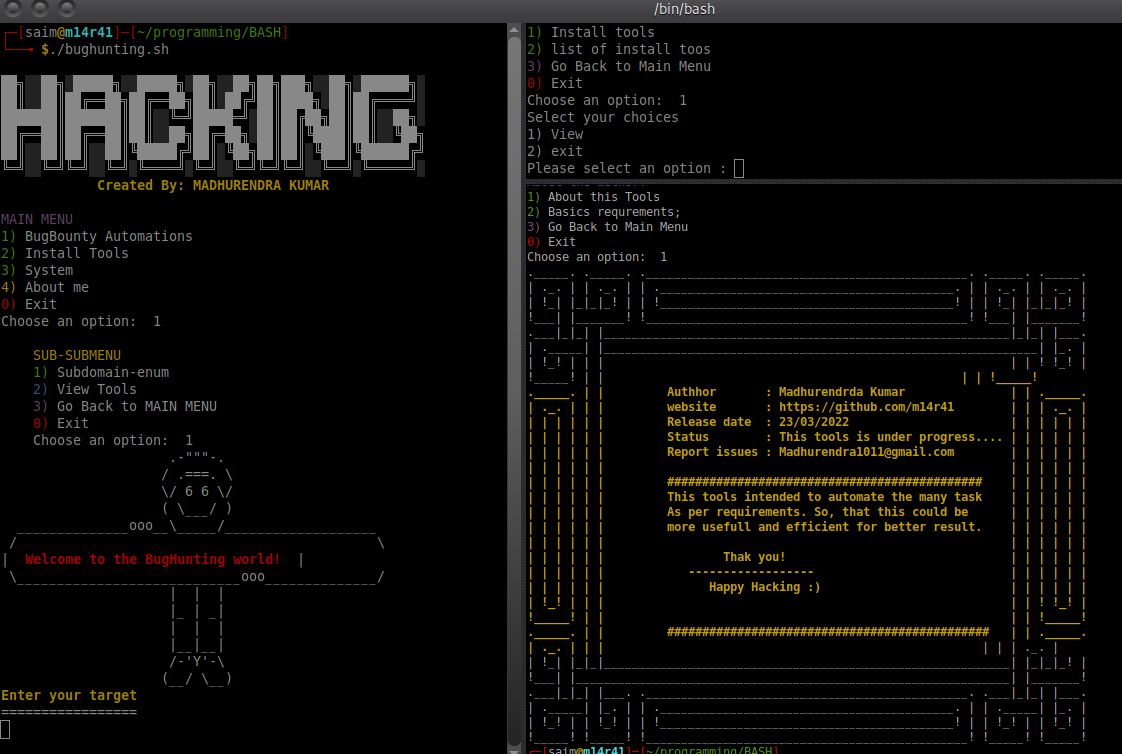 /bin/bash
┌─[saim@m14r41]─[~/programming/BASH]
└──╼ $./bughunting.sh
HACKING
Created By: MADHURENDRA KUMAR
MAIN MENU
1) BugBounty Automations
2) Install Tools
3) System
4) About me
0) Exit
Choose an option:  1
SUB-SUBMENU
1) Subdomain-enum
2) View Tools
3) Go Back to MAIN MENU
0) Exit
Choose an option:  1
Welcome to the BugHunting world!
Enter your target
=================
1) Install tools
2) list of install toos
3) Go Back to Main Menu
0) Exit
Choose an option:  1
Select your choices
1) View
2) exit
Please select an option :
1) About this Tools
2) Basics requrements;
3) Go Back to Main Menu
0) Exit
Choose an option:  1
Authhor       : Madhurendrda Kumar
website       : https://github.com/m14r41
Release date  : 23/03/2022
Status        : This tools is under progress....
Report issues : Madhurendra1011@gmail.com
#############################################
This tools intended to automate the many task
As per requirements. So, that this could be
more usefull and efficient for better result.
Thak you!
------------------
Happy Hacking :)
##############################################
┌─[saim@m14r41]─[~/programming/BASH]